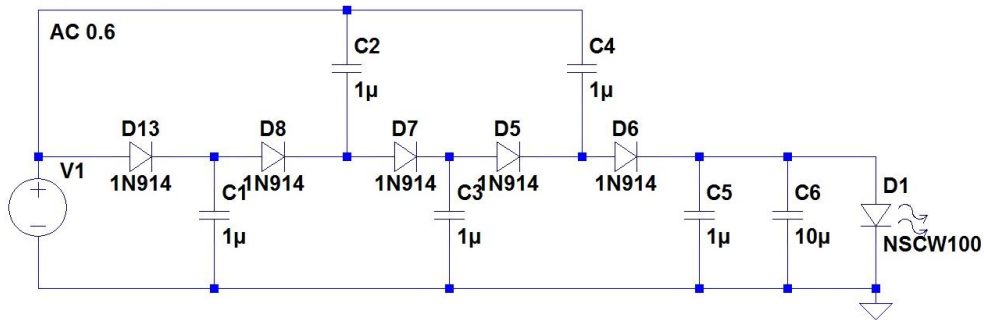 AC 0.6
C2
1µ
C4
1µ
D13
1N914
D8
1N914
D7
1N914
D5
1N914
D6
1N914
V1
C1
1µ
C3
1µ
C5
1µ
C6
10µ
D1
NSCW100